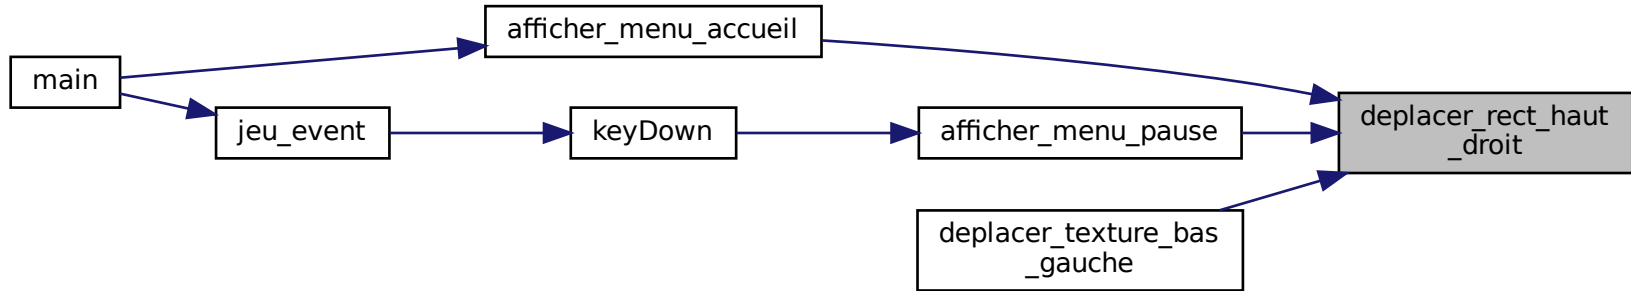 afficher_menu_accueil
main
deplacer_rect_haut
_droit
jeu_event
keyDown
afficher_menu_pause
deplacer_texture_bas
_gauche